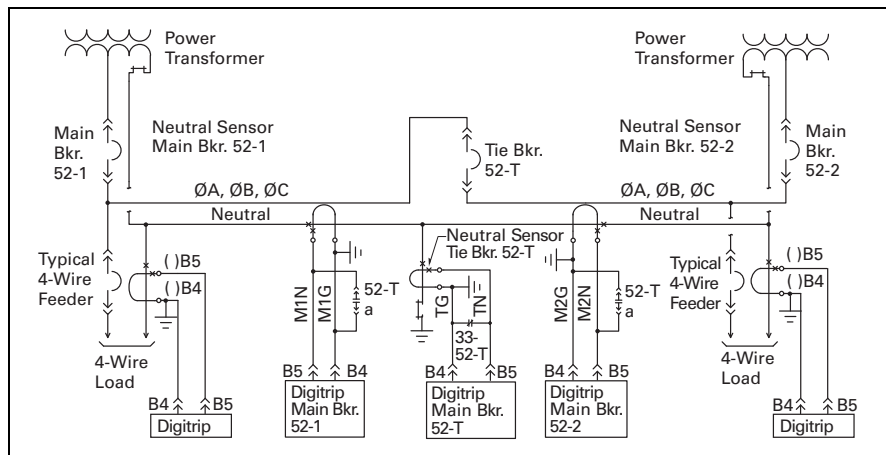 Power
Transformer
Power
Transformer
Main
Bkr.
52-1
Neutral Sensor
Main Bkr. 52-1
Tie Bkr.
52-T
Neutral Sensor
Main Bkr. 52-2
Main
Bkr.
52-2
ØA, ØB, ØC
ØA, ØB, ØC
Neutral
Neutral
Typical
4-Wire
Feeder
( )B5
( )B4
Neutral Sensor
Tie Bkr. 52-T
Typical
4-Wire
Feeder
( )B5
( )B4
M1N
M1G
52-T
a
TG
TN
33-
52-T
M2G
M2N
52-T
a
4-Wire
Load
4-Wire
Load
B5
B4
B4
B5
B4
B5
B4
B5
Digitrip
Digitrip
Main Bkr.
52-1
Digitrip
Main Bkr.
52-T
Digitrip
Main Bkr.
52-2
B4
B5
Digitrip